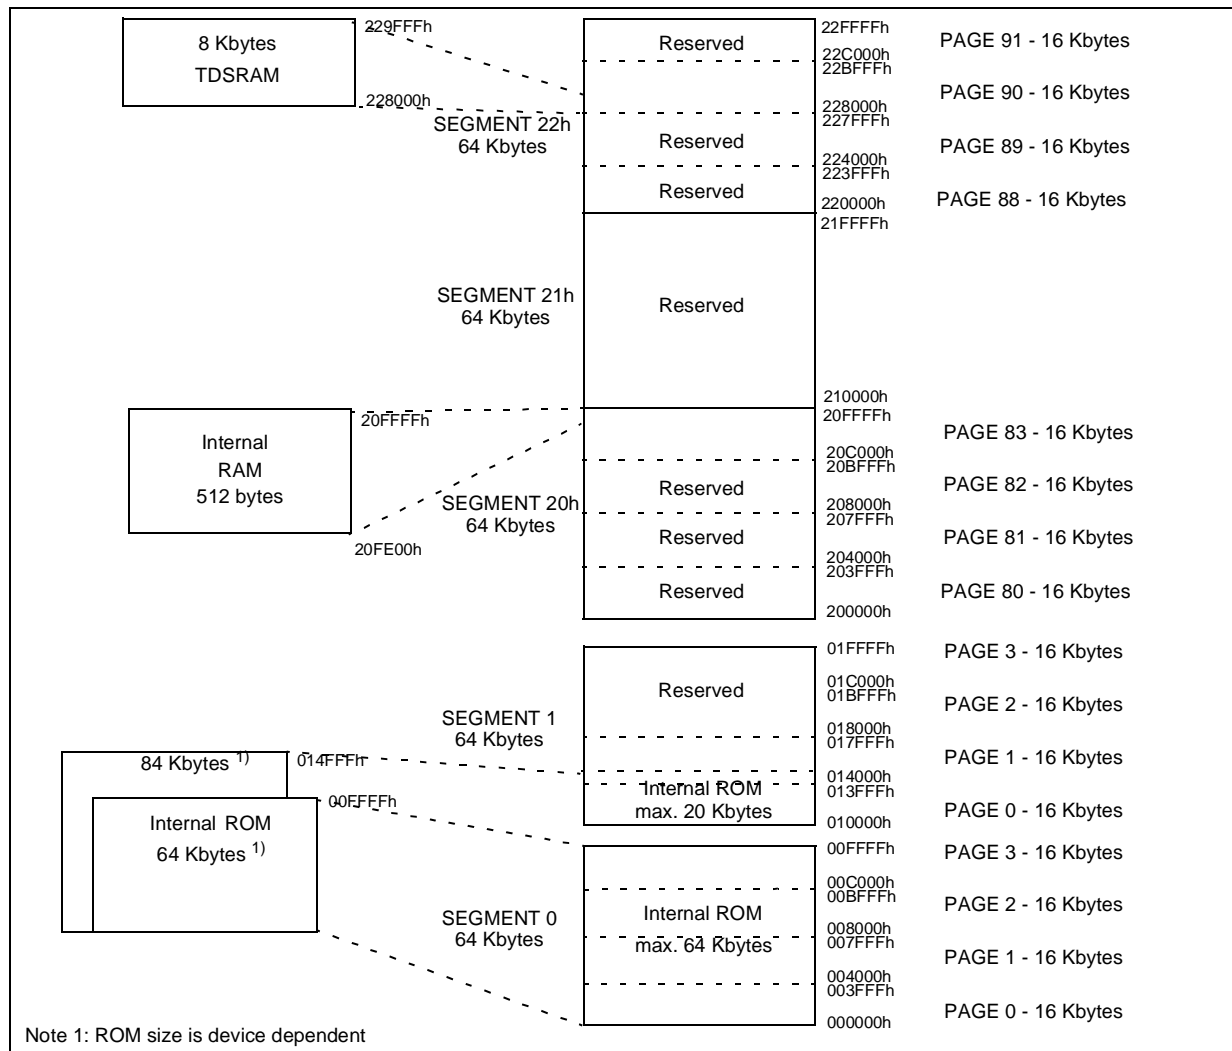 229FFFh
8 Kbytes
TDSRAM
228000h
SEGMENT 22h
64 Kbytes
Reserved
22FFFFh
22C000h
22BFFFh
228000h
227FFFh
Reserved
224000h
223FFFh
Reserved
220000h
21FFFFh
PAGE 91 - 16 Kbytes
PAGE 90 - 16 Kbytes
PAGE 89 - 16 Kbytes
PAGE 88 - 16 Kbytes
SEGMENT 21h
64 Kbytes
Reserved
210000h
20FFFFh
Internal
RAM
512 bytes
20FFFFh
20FE00h
SEGMENT 20h
64 Kbytes
20C000h
20BFFFh
Reserved
208000h
207FFFh
Reserved
204000h
203FFFh
Reserved
200000h
PAGE 83 - 16 Kbytes
PAGE 82 - 16 Kbytes
PAGE 81 - 16 Kbytes
PAGE 80 - 16 Kbytes
84 Kbytes 1)
014FFFh
00FFFFh
Internal ROM
64 Kbytes 1)
SEGMENT 1
64 Kbytes
Reserved
Internal ROM
max. 20 Kbytes
01FFFFh
01C000h
01BFFFh
018000h
017FFFh
014000h
013FFFh
010000h
PAGE 3 - 16 Kbytes
PAGE 2 - 16 Kbytes
PAGE 1 - 16 Kbytes
PAGE 0 - 16 Kbytes
SEGMENT 0
64 Kbytes
Internal ROM
max. 64 Kbytes
00FFFFh
00C000h
00BFFFh
008000h
007FFFh
004000h
003FFFh
000000h
PAGE 3 - 16 Kbytes
PAGE 2 - 16 Kbytes
PAGE 1 - 16 Kbytes
PAGE 0 - 16 Kbytes
Note 1: ROM size is device dependent